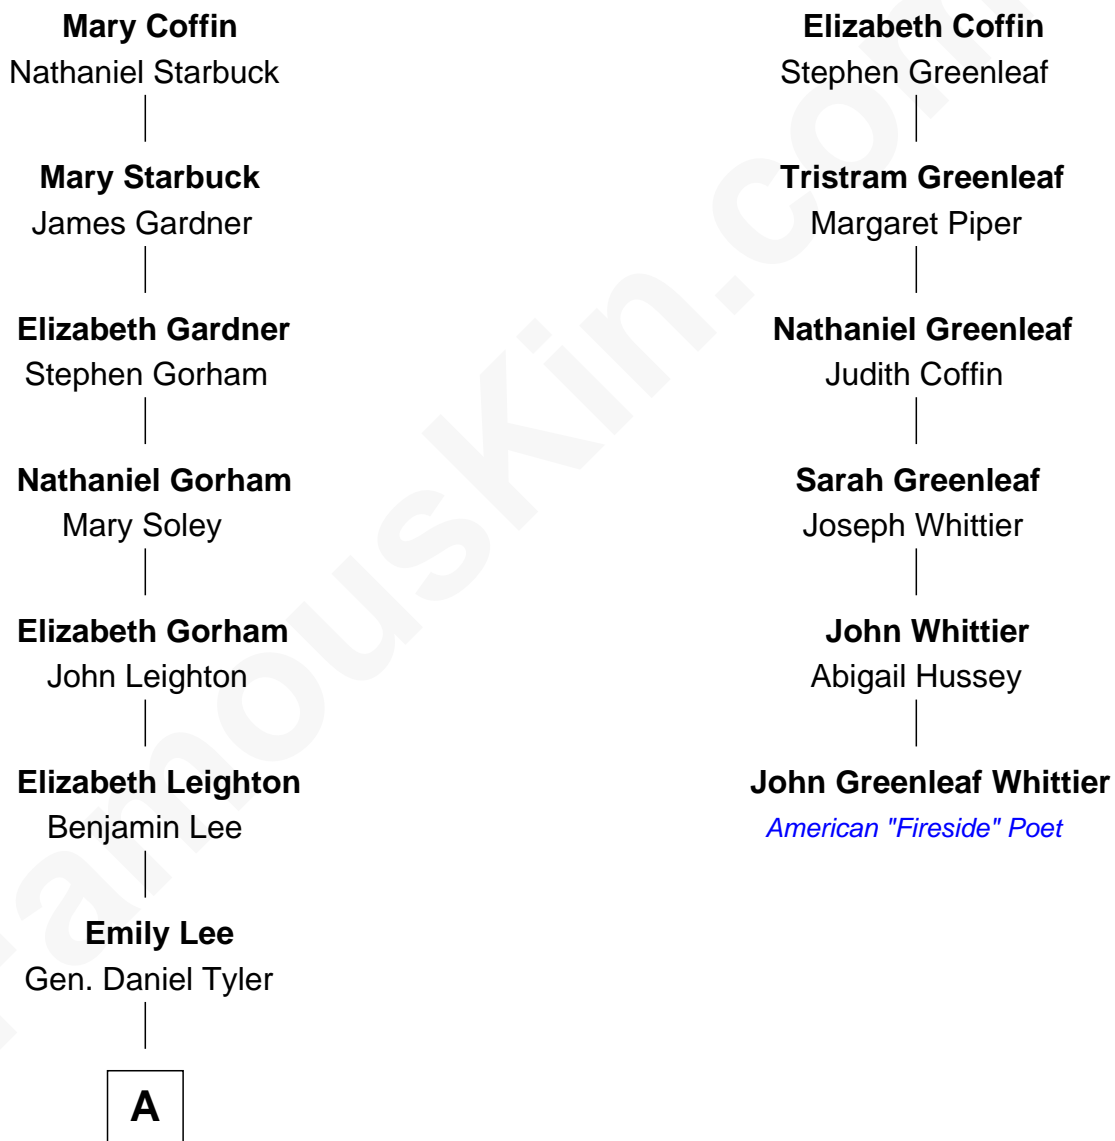 Mary Coffin
Nathaniel Starbuck
Mary Starbuck
James Gardner
Elizabeth Gardner
Stephen Gorham
Nathaniel Gorham
Mary Soley
Elizabeth Gorham
John Leighton
Elizabeth Leighton
Benjamin Lee
Emily Lee
Gen. Daniel Tyler
A
Elizabeth Coffin
Stephen Greenleaf
Tristram Greenleaf
Margaret Piper
Nathaniel Greenleaf
Judith Coffin
Sarah Greenleaf
Joseph Whittier
John Whittier
Abigail Hussey
John Greenleaf Whittier
American "Fireside" Poet
FamousKin.com